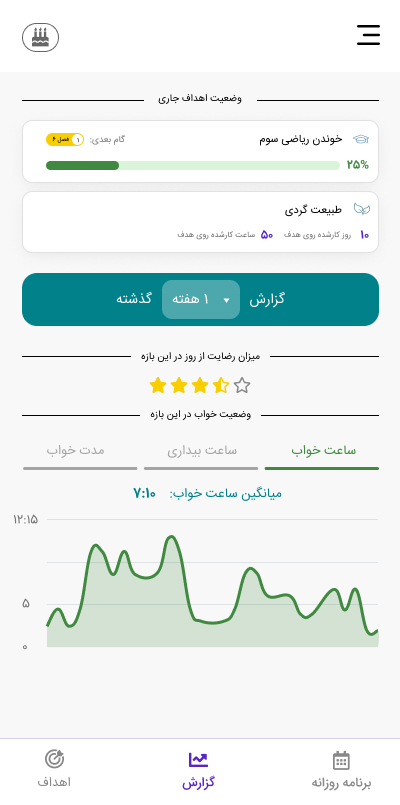 وضعیت اهداف جاری
خوندن ریاضی سوم
گام بعدی: ۱ فصل ۶
۲۵%
طبیعت گردی
۱۰ روز کارشده روی هدف ۵۰ ساعت کارشده روی هدف
گزارش ۱ هفته گذشته
میزان رضایت از روز در این بازه
وضعیت خواب در این بازه
ساعت خواب ساعت بیداری مدت خواب
میانگین ساعت خواب: ۷:۱۰
۱۲:۱۵
۵
۰
برنامه روزانه گزارش اهداف